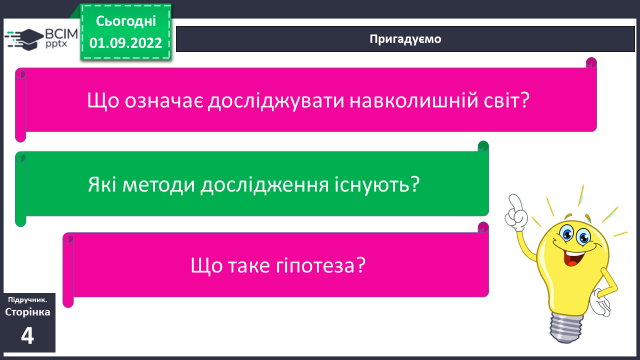 ВСІМ
pptx
Сьогодні
01.09.2022
Пригадуємо
Що означає досліджувати навколишній світ?
Які методи дослідження існують?
Що таке гіпотеза?
Підручник.
Сторінка
4